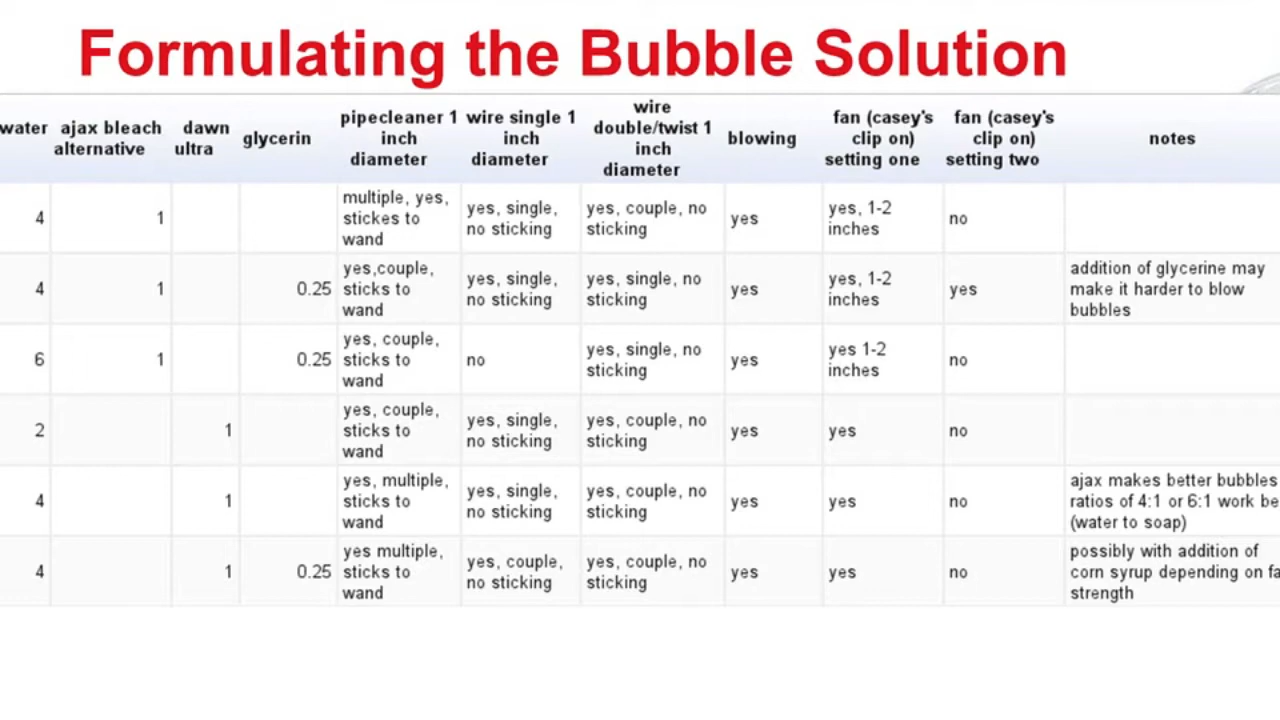 Formulating the Bubble Solution
water ajax bleach alternative dawn ultra glycerin pipecleaner 1 inch diameter wire single 1 inch diameter wire double/twist 1 inch diameter blowing fan (casey's clip on) setting one fan (casey's clip on) setting two notes
4 1 multiple, yes, stickes to wand yes, single, no sticking yes, couple, no sticking yes yes, 1-2 inches no
4 1 0.25 yes,couple, sticks to wand yes, single, no sticking yes, single, no sticking yes yes, 1-2 inches yes addition of glycerine may make it harder to blow bubbles
6 1 0.25 yes, couple, sticks to wand no yes, single, no sticking yes yes 1-2 inches no
2 1 yes, couple, sticks to wand yes, single, no sticking yes, couple, no sticking yes yes no
4 1 yes, multiple, sticks to wand yes, single, no sticking yes, couple, no sticking yes yes no ajax makes better bubbles ratios of 4:1 or 6:1 work (water to soap)
4 1 0.25 yes multiple, sticks to wand yes, couple, no sticking yes, couple, no sticking yes yes no possibly with addition of corn syrup depending on strength